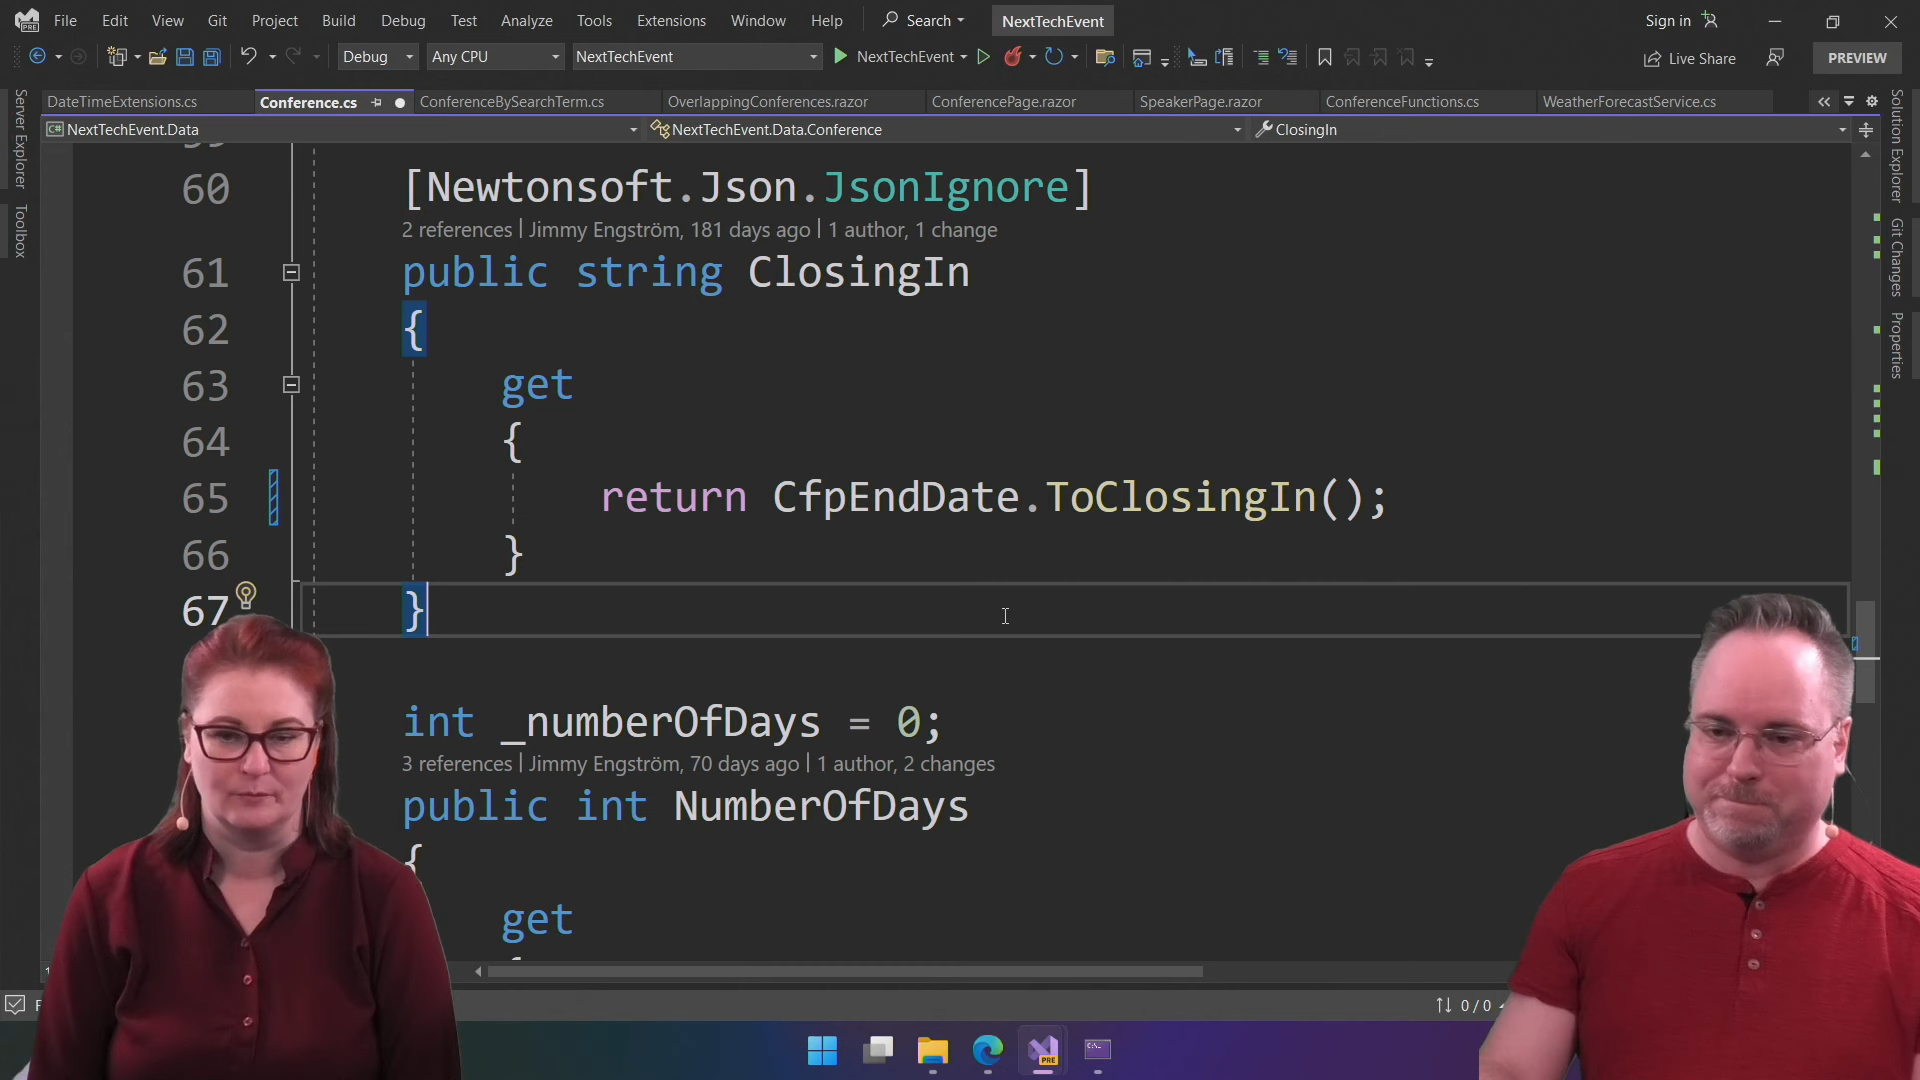 File Edit View Git Project Build Debug Test Analyze Tools Extensions Window Help Search NextTechEvent Sign in
Debug Any CPU NextTechEvent NextTechEvent Live Share PREVIEW
DateTimeExtensions.cs Conference.cs ConferenceBySearchTerm.cs OverlappingConferences.razor ConferencePage.razor SpeakerPage.razor ConferenceFunctions.cs WeatherForecastService.cs
NextTechEvent.Data NextTechEvent.Data.Conference ClosingIn
Server Explorer
Toolbox
Solution Explorer
Git Changes
Properties
60 [Newtonsoft.Json.JsonIgnore]
2 references | Jimmy Engström, 181 days ago | 1 author, 1 change
61 public string ClosingIn
62 {
63 get
64 {
65 return CfpEndDate.ToClosingIn();
66 }
67 }
int _numberOfDays = 0;
3 references | Jimmy Engström, 70 days ago | 1 author, 2 changes
public int NumberOfDays
{
get
0 / 0
PRE